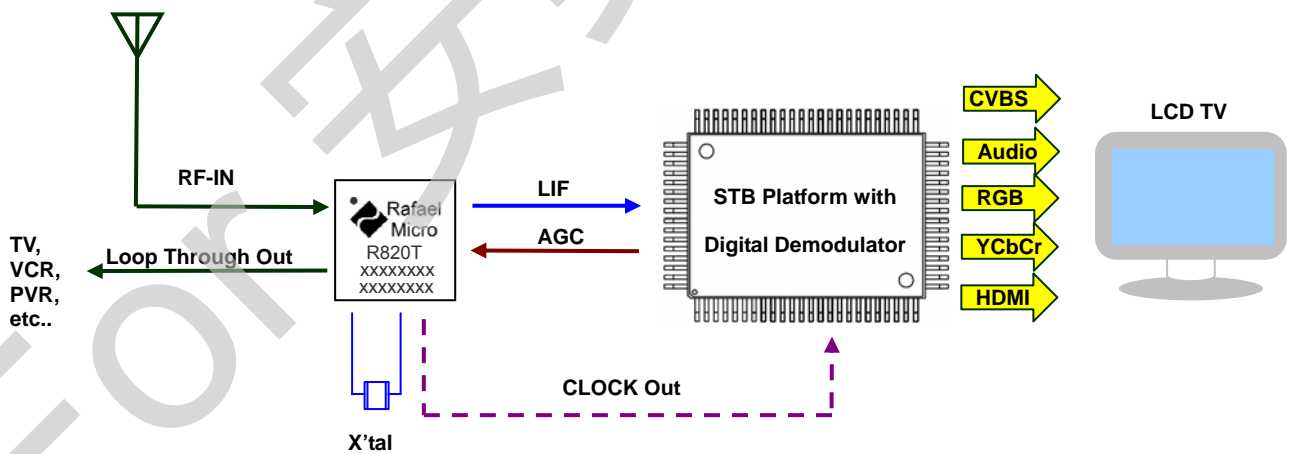 CVBS
LCD TV
Audio
RF-IN
LIF
RGB
STB Platform with
Digital Demodulator
Rafael
Micro
R820T
XXXXXXXX
XXXXXXXX
AGC
YCbCr
HDMI
TV,
VCR,
PVR,
etc..
Loop Through Out
CLOCK Out
X'tal
For